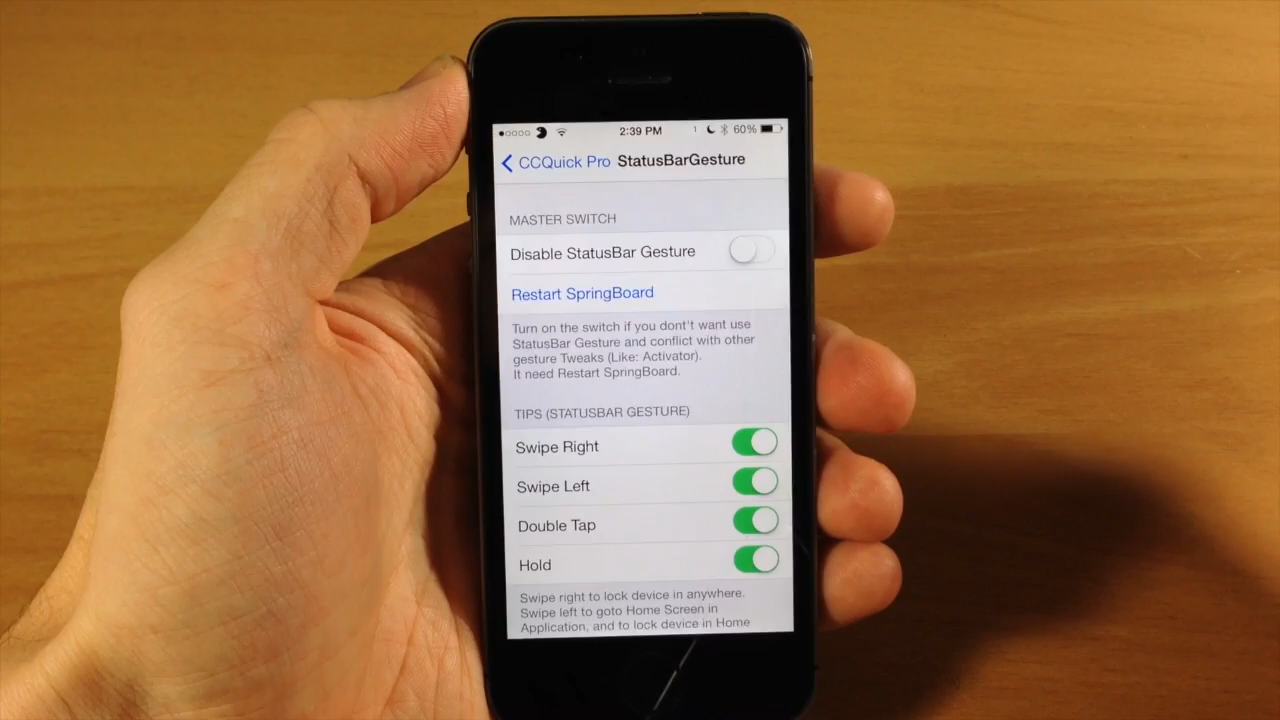 2:39 PM 1 60%
CCQuick Pro StatusBarGesture
MASTER SWITCH
Disable StatusBar Gesture
Restart SpringBoard
Turn on the switch if you dont't want use
StatusBar Gesture and conflict with other
gesture Tweaks (Like: Activator).
It need Restart SpringBoard.
TIPS (STATUSBAR GESTURE)
Swipe Right
Swipe Left
Double Tap
Hold
Swipe right to lock device in anywhere.
Swipe left to goto Home Screen in
Application, and to lock device in Home